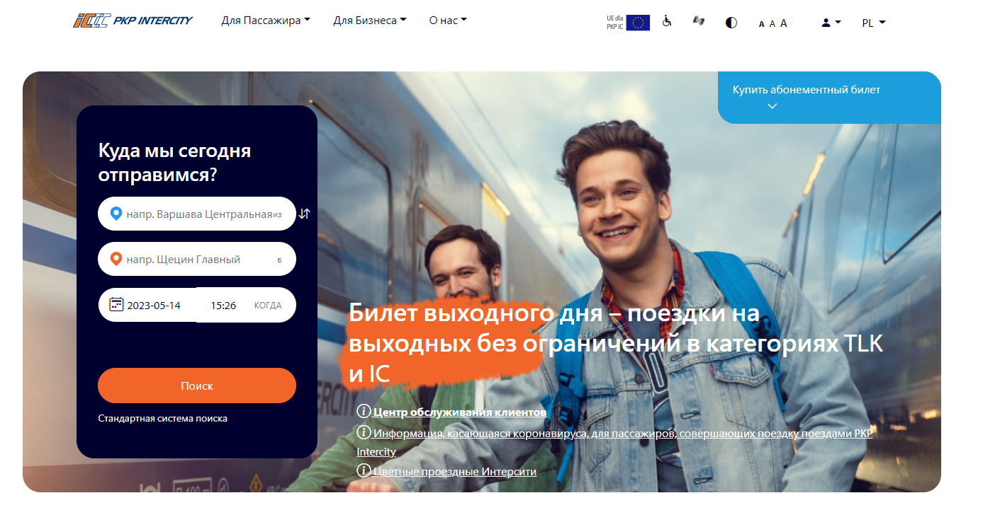 PKP INTERCITY
Для Пассажира
Для Бизнеса
О нас
UE dla
PKP IC
A A A
PL
Купить абонементный билет
Куда мы сегодня
отправимся?
напр. Варшава Центральная из
напр. Щецин Главный в
2023-05-14 15:26 КОГДА
Поиск
Стандартная система поиска
Билет выходного дня – поездки на
выходных без ограничений в категориях TLK
и IC
Центр обслуживания клиентов
Информация, касающаяся коронавируса, для пассажиров, совершающих поездку поездами PKP
Intercity
Цветные проездные Интерсити